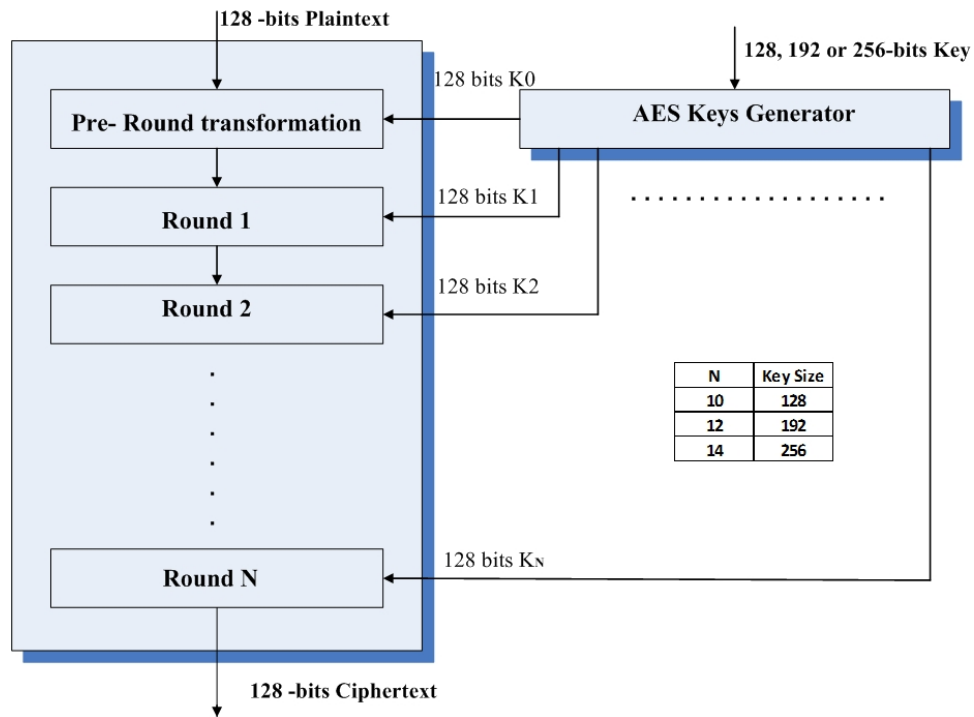 128 -bits Plaintext
128, 192 or 256-bits Key
128 bits K0
Pre- Round transformation
AES Keys Generator
128 bits K1
Round 1
. . . . . . . . . . . . . . . . . . .
128 bits K2
Round 2
N Key Size
10 128
12 192
14 256
128 bits KN
Round N
128 -bits Ciphertext